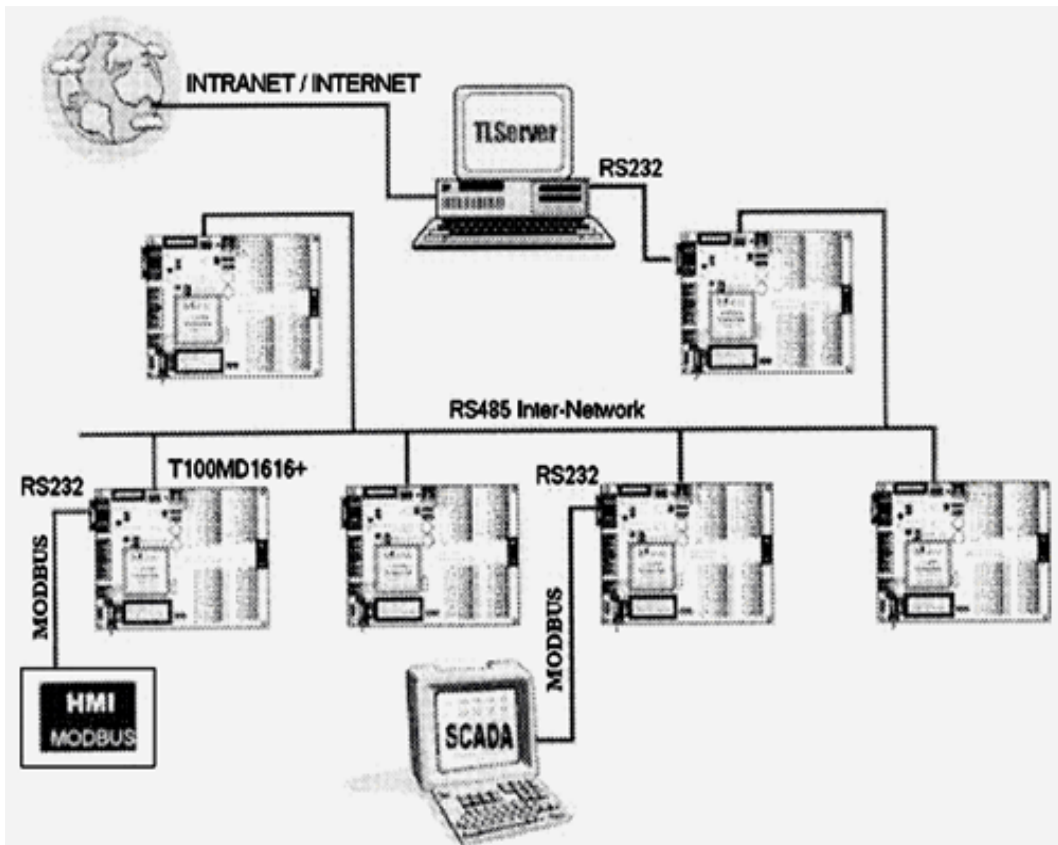 INTRANET / INTERNET
TLServer
RS232
RS485 Inter-Network
T100MD1616+
RS232
RS232
MODBUS
MODBUS
HMI
MODBUS
SCADA